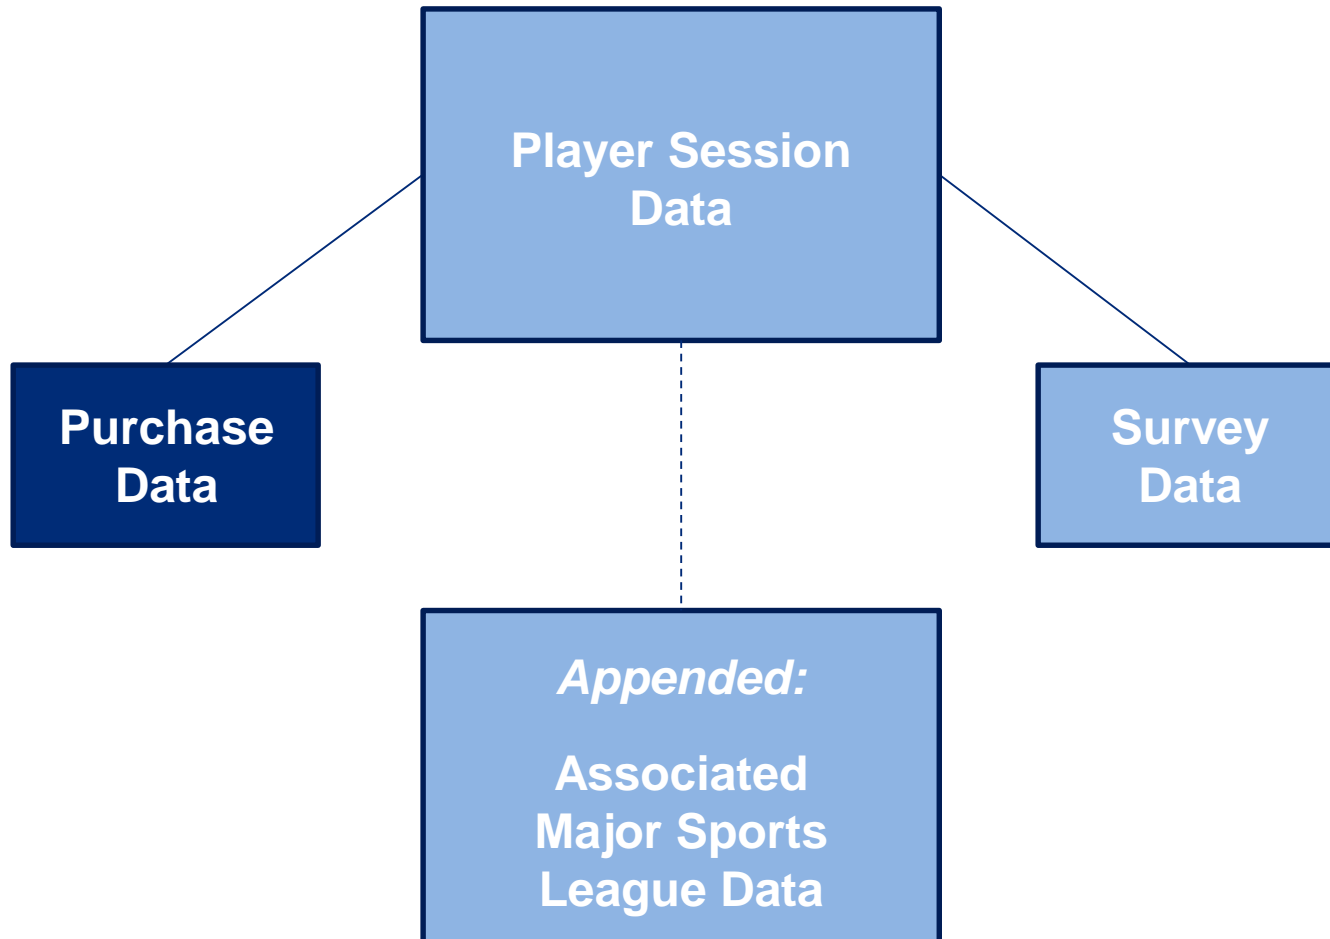 Player Session
Data
Purchase
Data
Survey
Data
Appended:
Associated
Major Sports
League Data